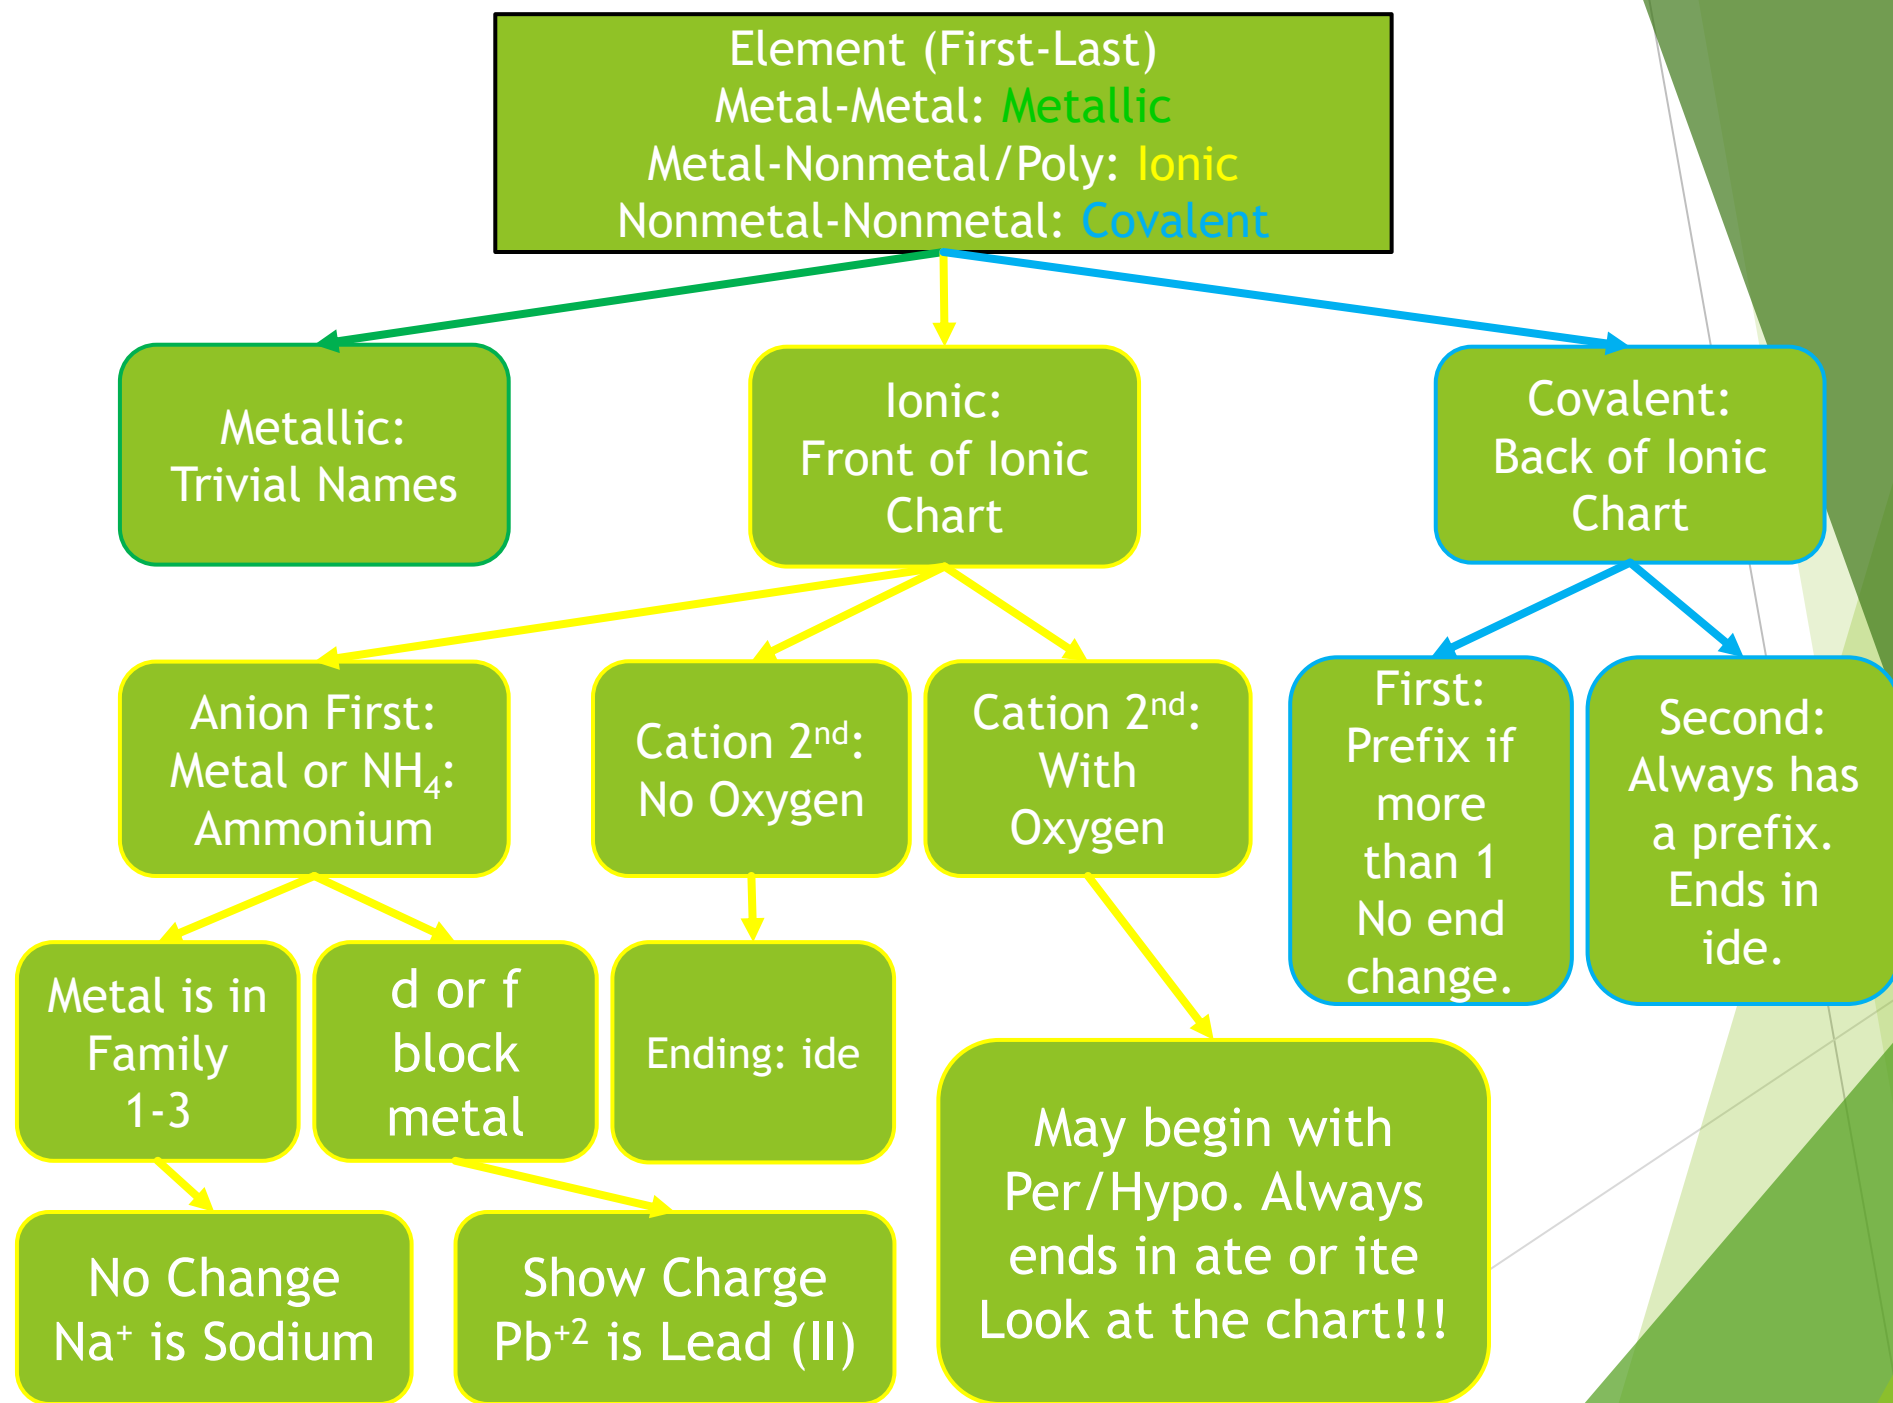 Element (First-Last)
Metal-Metal: Metallic
Metal-Nonmetal/Poly: Ionic
Nonmetal-Nonmetal: Covalent
Metallic:
Trivial Names
Ionic:
Front of Ionic
Chart
Covalent:
Back of Ionic
Chart
Anion First:
Metal or NH₄:
Ammonium
Cation 2ⁿᵈ:
No Oxygen
Cation 2ⁿᵈ:
With
Oxygen
First:
Prefix if
more
than 1
No end
change.
Second:
Always has
a prefix.
Ends in
ide.
Metal is in
Family
1-3
d or f
block
metal
Ending: ide
May begin with
Per/Hypo. Always
ends in ate or ite
Look at the chart!!!
No Change
Na⁺ is Sodium
Show Charge
Pb⁺² is Lead (II)